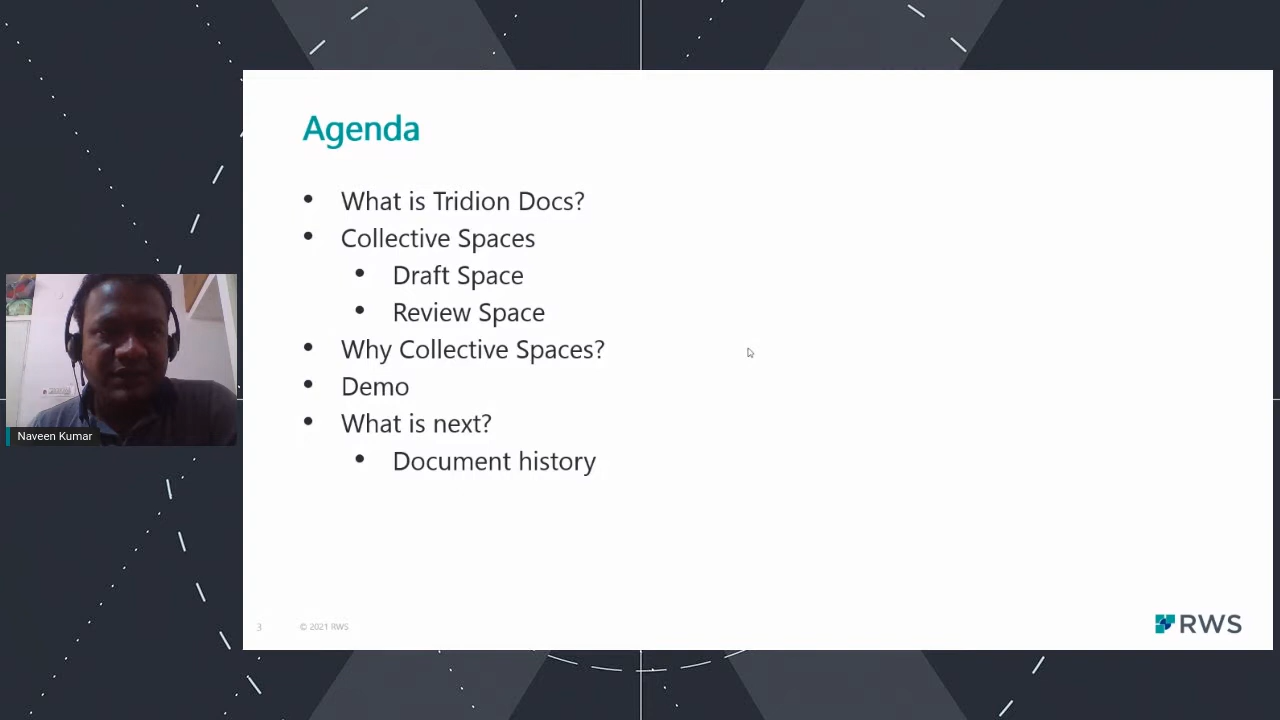 Agenda
• What is Tridion Docs?
• Collective Spaces
• Draft Space
• Review Space
• Why Collective Spaces?
• Demo
• What is next?
• Document history
Naveen Kumar
3
© 2021 RWS
RWS